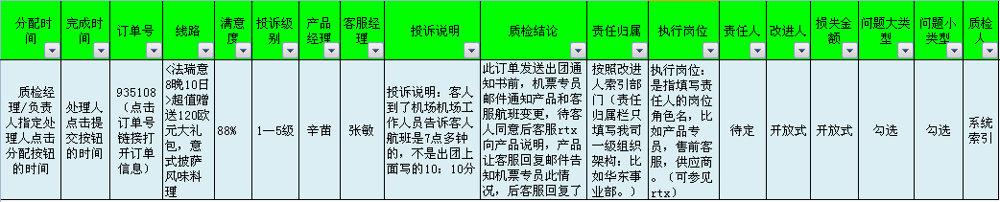 分配时间
完成时间
订单号
线路
满意度
投诉级别
产品经理
客服经理
投诉说明
质检结论
责任归属
执行岗位
责任人
改进人
损失金额
问题大类型
问题小类型
质检人
质检经
理/负责
人指定处
理人点击
分配按钮
的时间
处理人
点击提
交按钮
的时间
935108
（点击
订单号
链接打
开订单
信息）
<法瑞意
8晚10日
>超值赠
送120欧
元大礼
包，意
式披萨
风味料
理
88%
1—5级
辛苗
张敏
投诉说明：客人
到了机场机场工
作人员告诉客人
航班是7点多钟
的，不是出团上
面写的10：10分
此订单发送出团通
知书前，机票专员
邮件通知产品和客
服航班变更，待客
人同意后客服rtx
向产品说明，产品
让客服回复邮件告
知机票专员此情
况，后客服回复了
按照改进
人索引部
门（责任
归属栏只
填写我司
一级组织
架构：比
如华东事
业部。）
执行岗位：
是指填写责
任人的岗位
角色名，比
如产品专
员，售前客
服，供应商
。（可参见
rtx）
待定
开放式
开放式
勾选
勾选
系统
索引